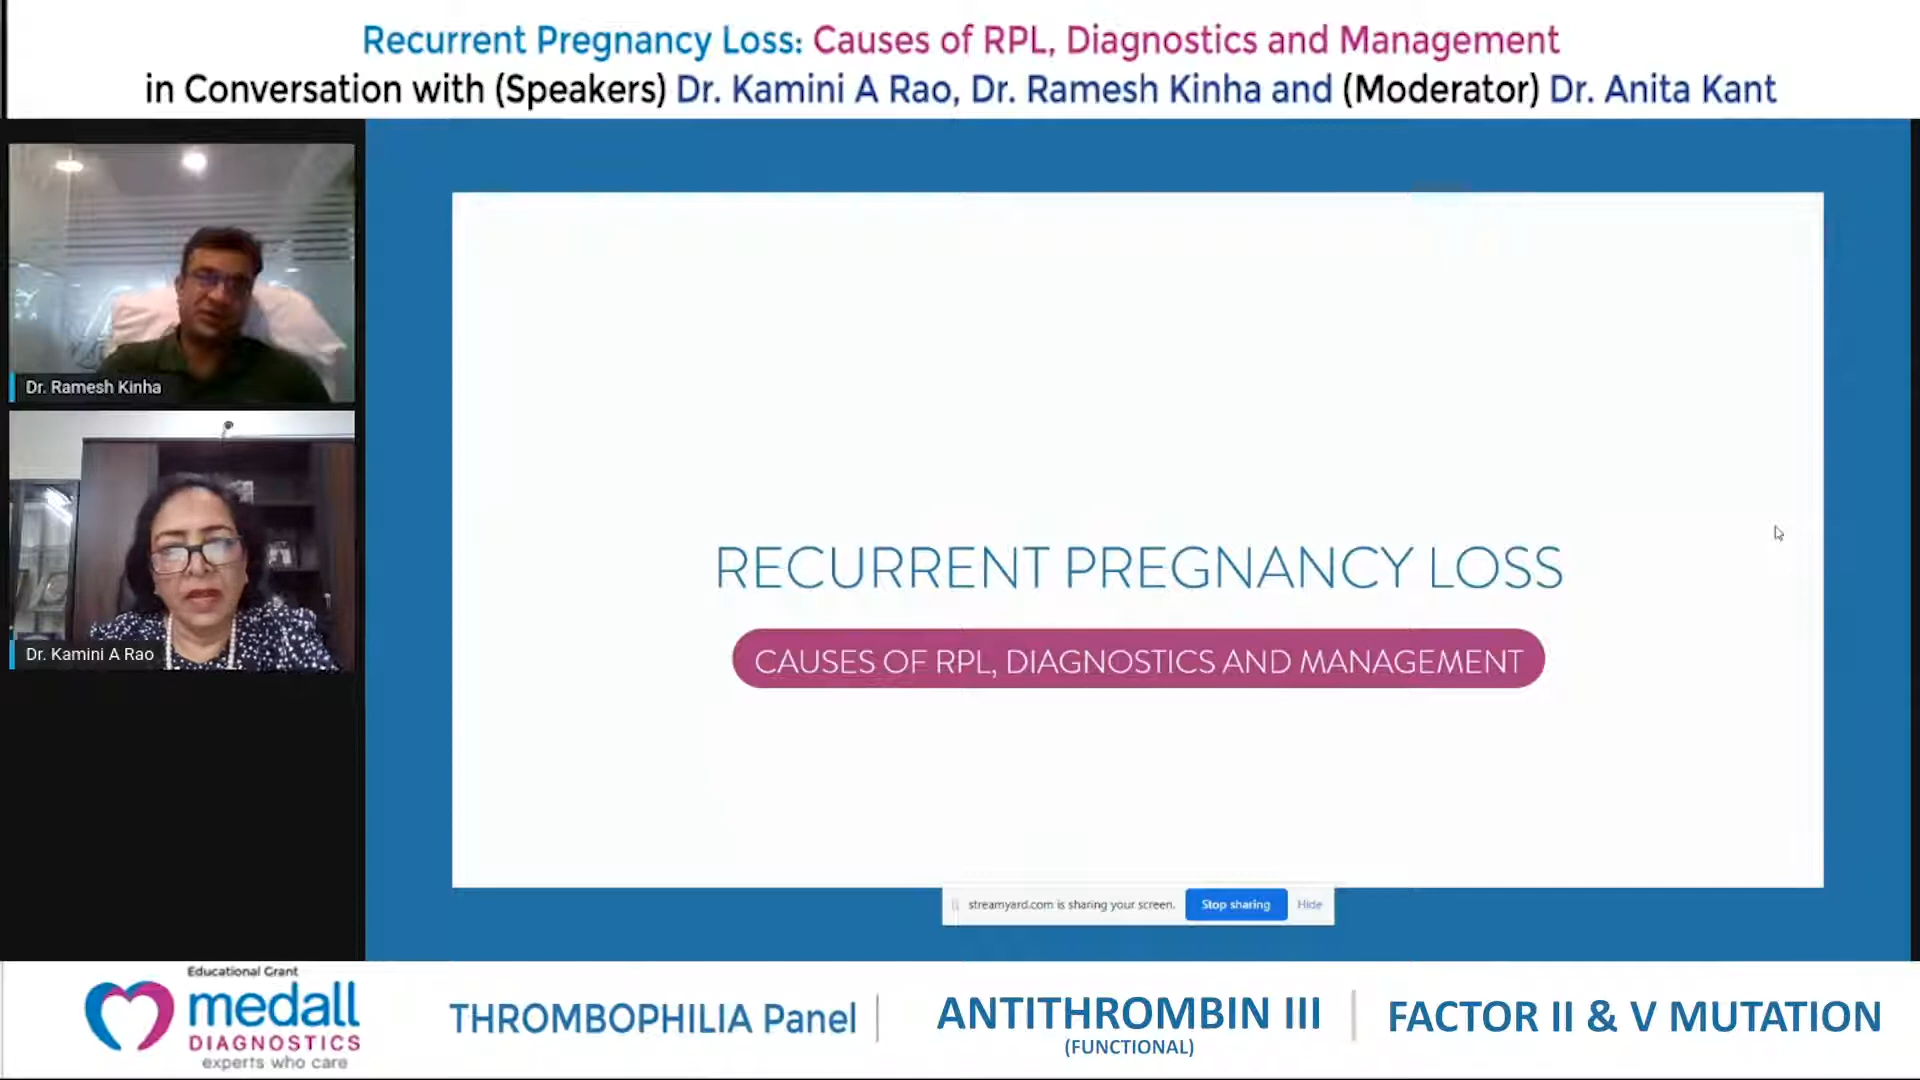 Recurrent Pregnancy Loss: Causes of RPL, Diagnostics and Management
in Conversation with (Speakers) Dr. Kamini A Rao, Dr. Ramesh Kinha and (Moderator) Dr. Anita Kant
Dr. Ramesh Kinha
Dr. Kamini A Rao
RECURRENT PREGNANCY LOSS
CAUSES OF RPL, DIAGNOSTICS AND MANAGEMENT
streamyard.com is sharing your screen. Stop sharing Hide
Educational Grant
medall
DIAGNOSTICS
experts who care
THROMBOPHILIA Panel
ANTITHROMBIN III
(FUNCTIONAL)
FACTOR II & V MUTATION